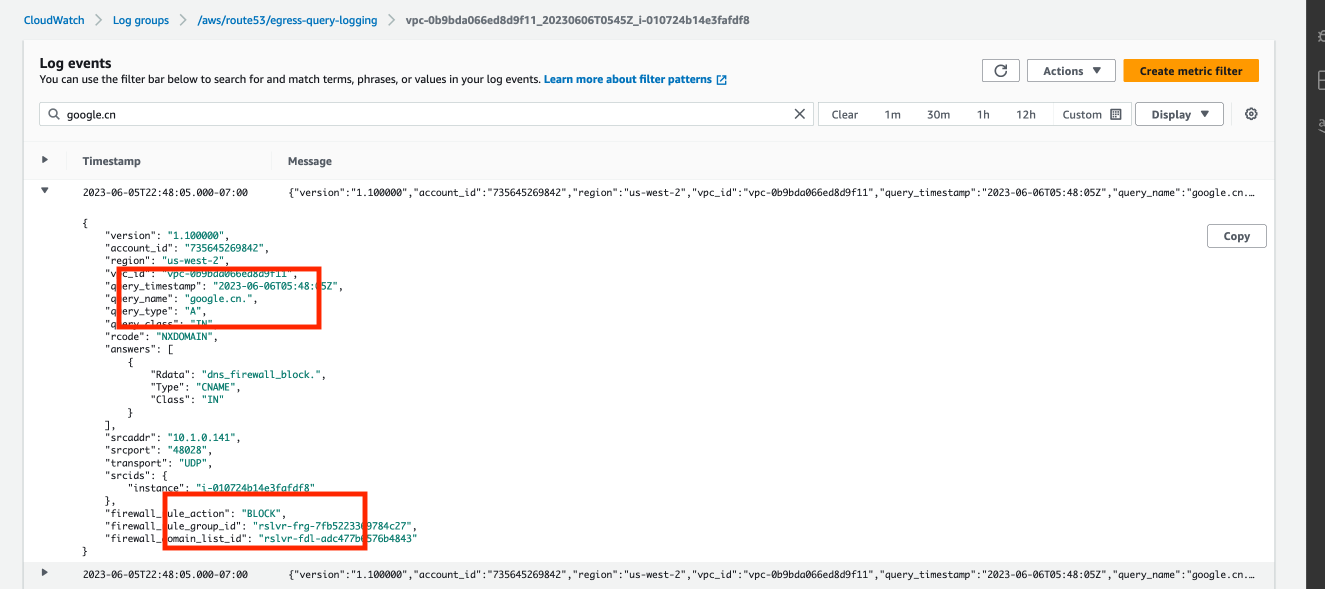 CloudWatch > Log groups > /aws/route53/egress-query-logging > vpc-0b9bda066ed8d9f11_20230606T0545Z_i-010724b14e3fafdf8
Log events
You can use the filter bar below to search for and match terms, phrases, or values in your log events. Learn more about filter patterns
Actions ▼ Create metric filter
google.cn
Clear 1m 30m 1h 12h Custom Display ▼
Timestamp Message
2023-06-05T22:48:05.000-07:00 {"version":"1.100000","account_id":"735645269842","region":"us-west-2","vpc_id":"vpc-0b9bda066ed8d9f11","query_timestamp":"2023-06-06T05:48:05Z","query_name":"google.cn.…
{
"version": "1.100000",
"account_id": "735645269842",
"region": "us-west-2",
"vpc_id": "vpc-0b9bda066ed8d9f11",
"query_timestamp": "2023-06-06T05:48:05Z",
"query_name": "google.cn.",
"query_type": "A",
"query_class": "IN"
"rcode": "NXDOMAIN",
"answers": [
{
"Rdata": "dns_firewall_block.",
"Type": "CNAME",
"Class": "IN"
}
],
"srcaddr": "10.1.0.141",
"srcport": "48028",
"transport": "UDP",
"srcids": {
"instance": "i-010724b14e3fafdf8"
},
"firewall_rule_action": "BLOCK",
"firewall_rule_group_id":
"firewall_domain_list_id":
}
Copy
2023-06-05T22:48:05.000-07:00 {"version":"1.100000","account_id":"735645269842","region":"us-west-2","vpc_id":"vpc-0b9bda066ed8d9f11","query_timestamp":"2023-06-06T05:48:05Z","query_name":"google.cn.…